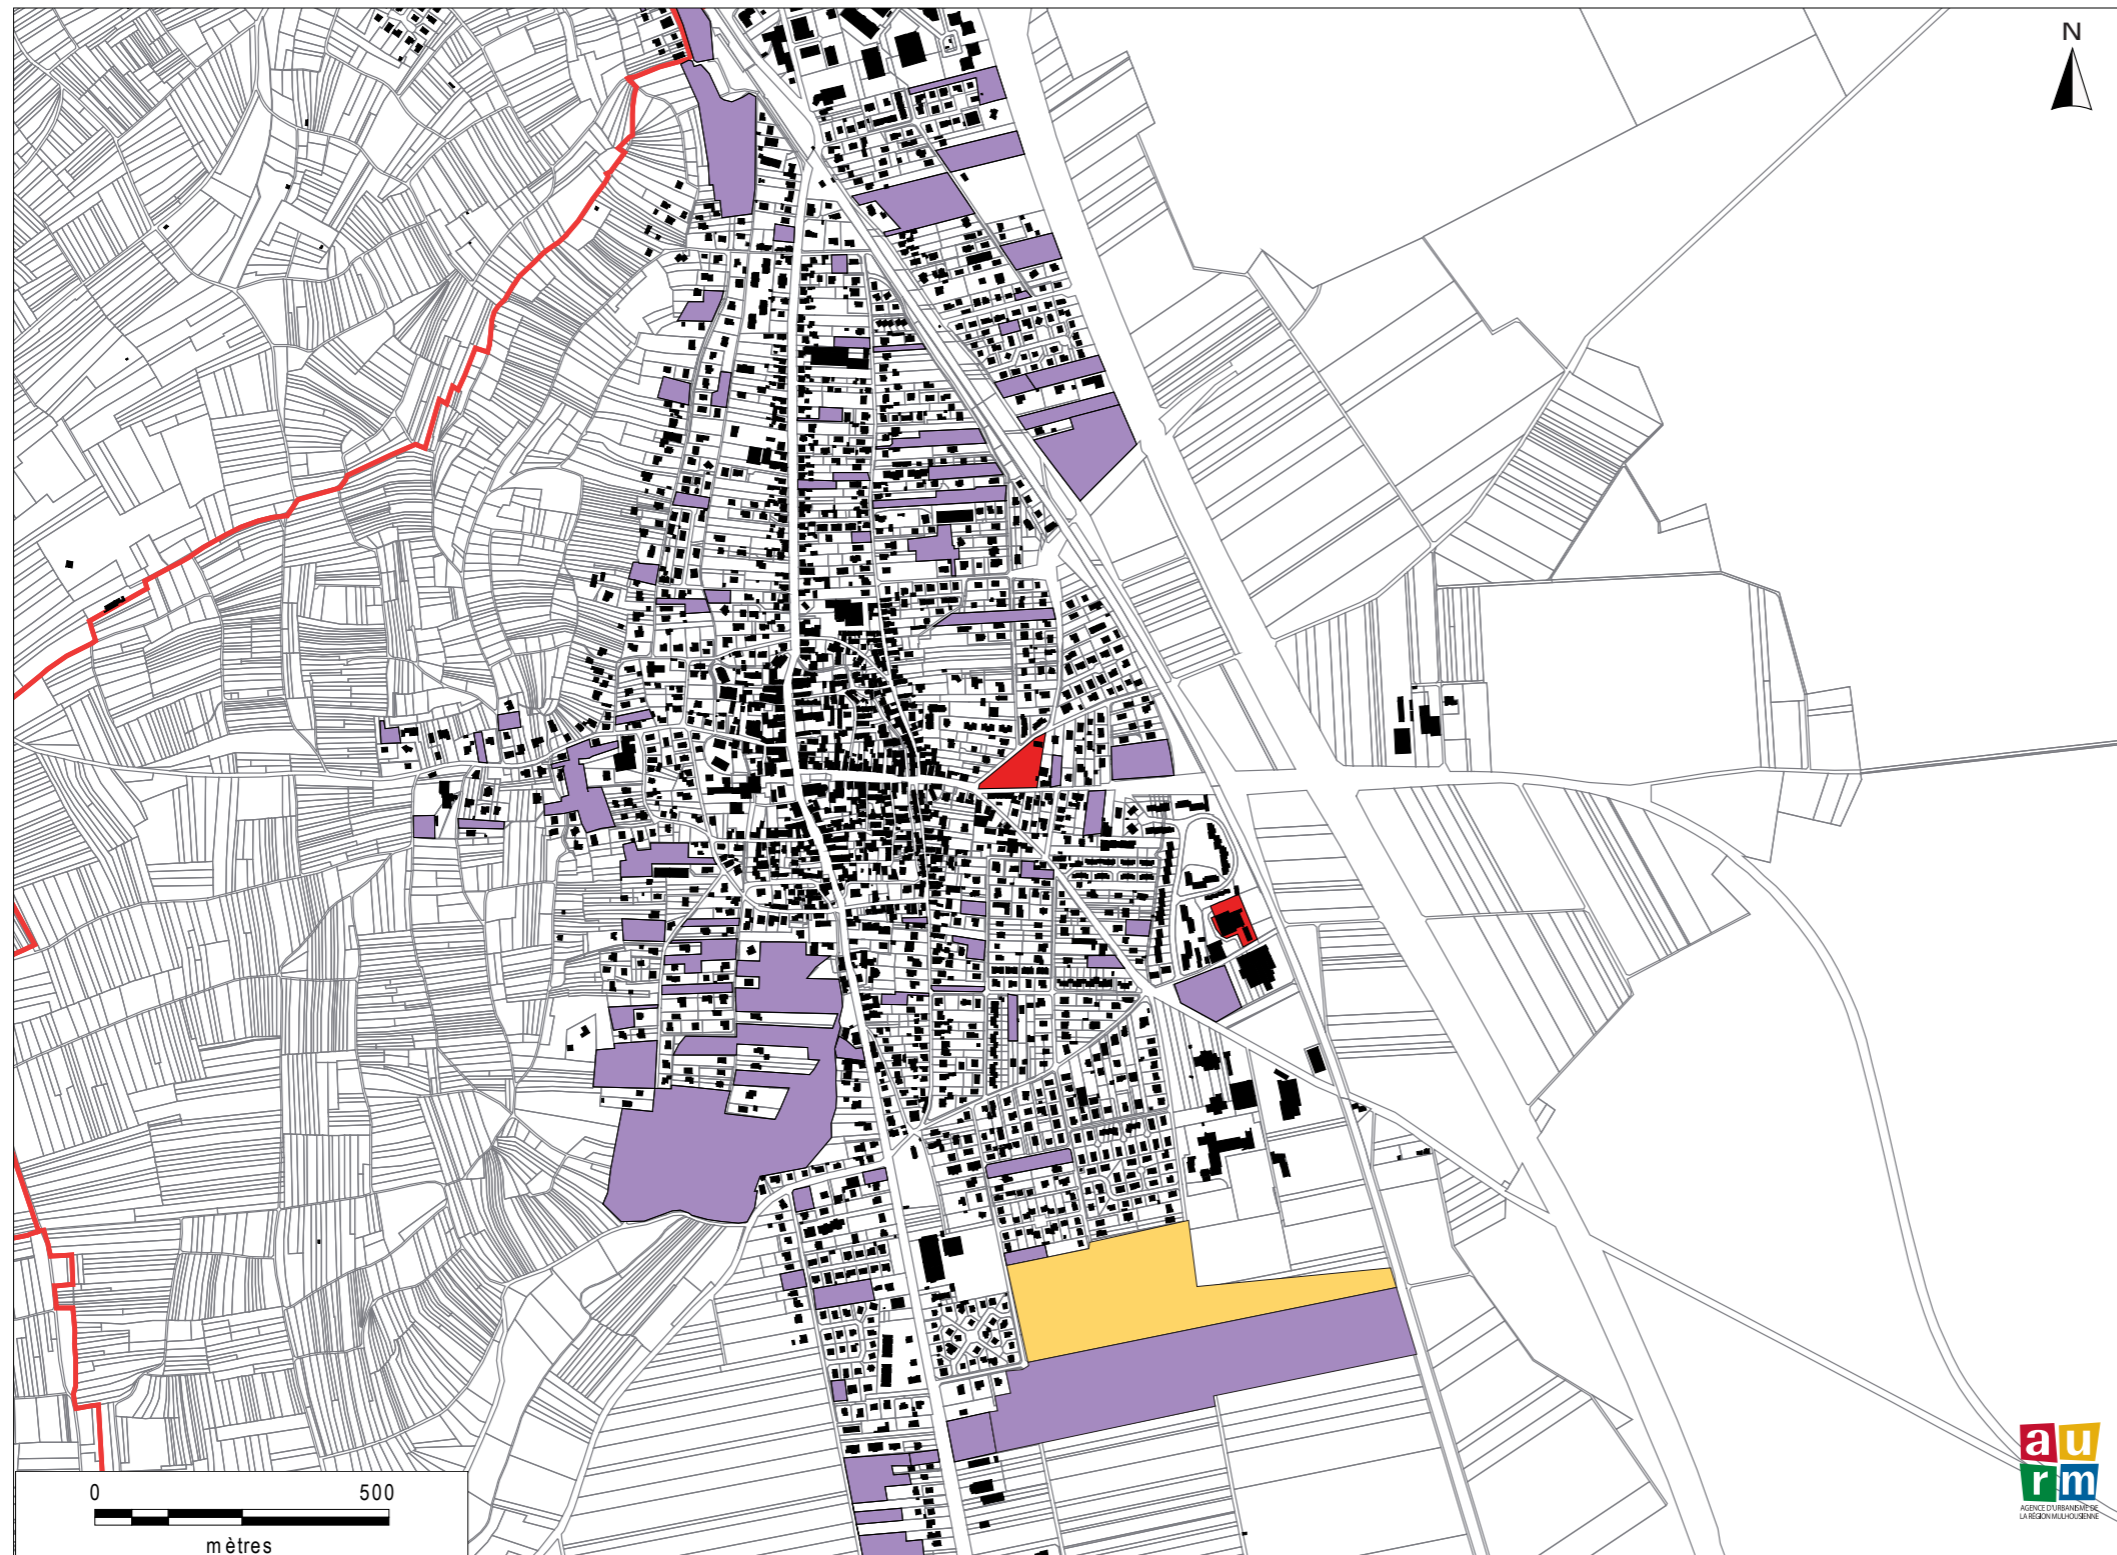 N
0 500
mètres
a u
r m
AGENCE D'URBANISME DE
LA RÉGION MULHOUSIENNE